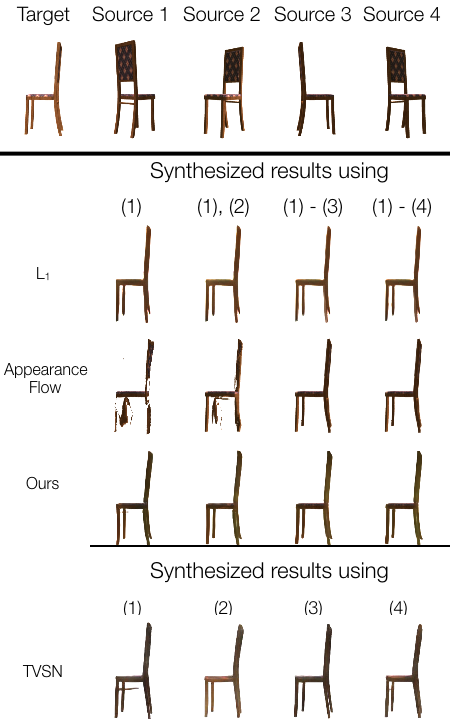 Target Source 1 Source 2 Source 3 Source 4
Synthesized results using
(1) (1), (2) (1) - (3) (1) - (4)
L₁
Appearance
Flow
Ours
Synthesized results using
(1) (2) (3) (4)
TVSN